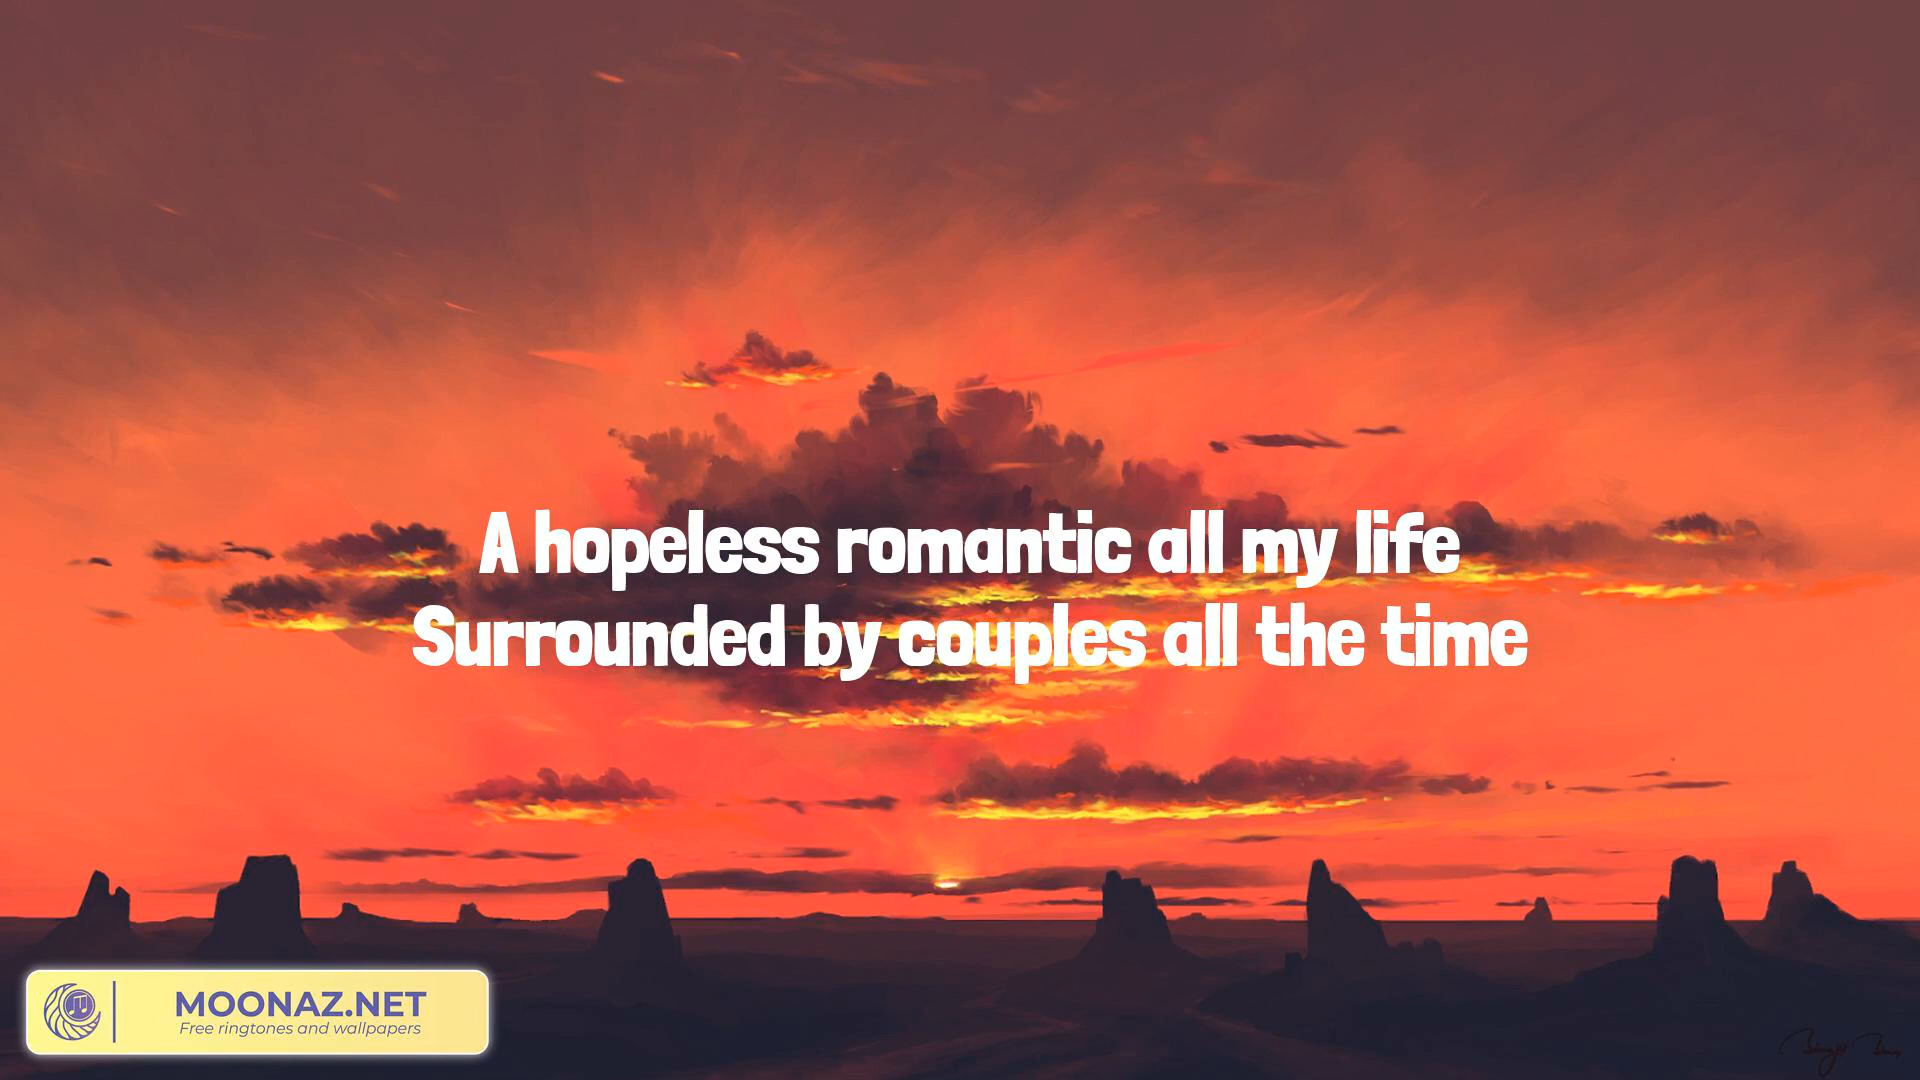 A hopeless romantic all my life
Surrounded by couples all the time
MOONAZ.NET
Free ringtones and wallpapers